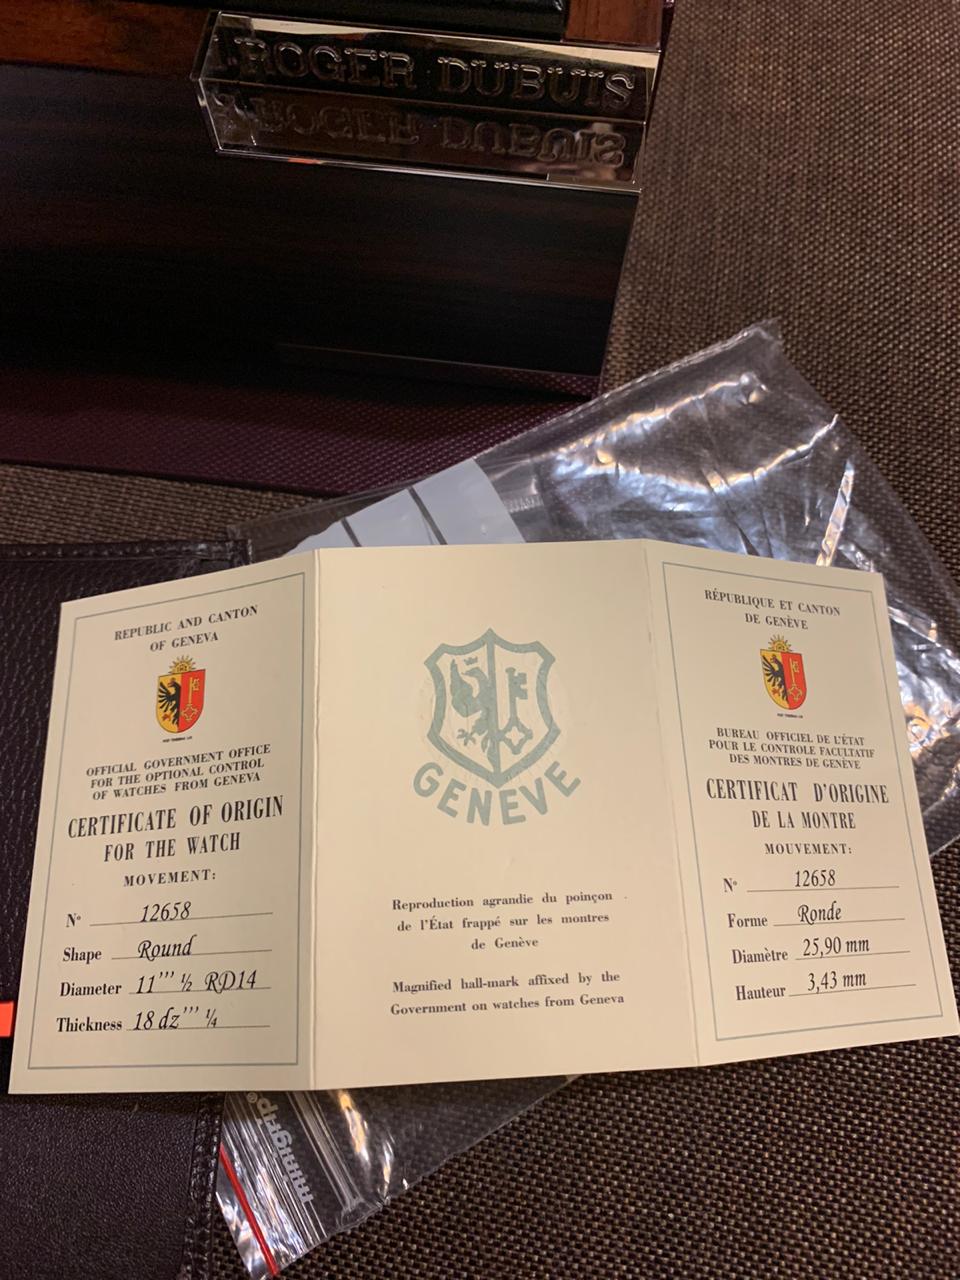 ROGER DUBUIS
REPUBLIC AND CANTON
OF GENEVA
OFFICIAL GOVERNMENT OFFICE
FOR THE OPTIONAL CONTROL
OF WATCHES FROM GENEVA
CERTIFICATE OF ORIGIN
FOR THE WATCH
MOVEMENT:
N° 12658
Shape Round
Diameter 11''' ½ RD14
Thickness 18 dz''' ¼
GENEVE
Reproduction agrandie du poinçon
de l'État frappé sur les montres
de Genève
Magnified hall-mark affixed by the
Government on watches from Geneva
RÉPUBLIQUE ET CANTON
DE GENÈVE
BUREAU OFFICIEL DE L'ÉTAT
POUR LE CONTROLE FACULTATIF
DES MONTRES DE GENÈVE
CERTIFICAT D'ORIGINE
DE LA MONTRE
MOUVEMENT:
N° 12658
Forme Ronde
Diamètre 25,90 mm
Hauteur 3,43 mm
minigrip®